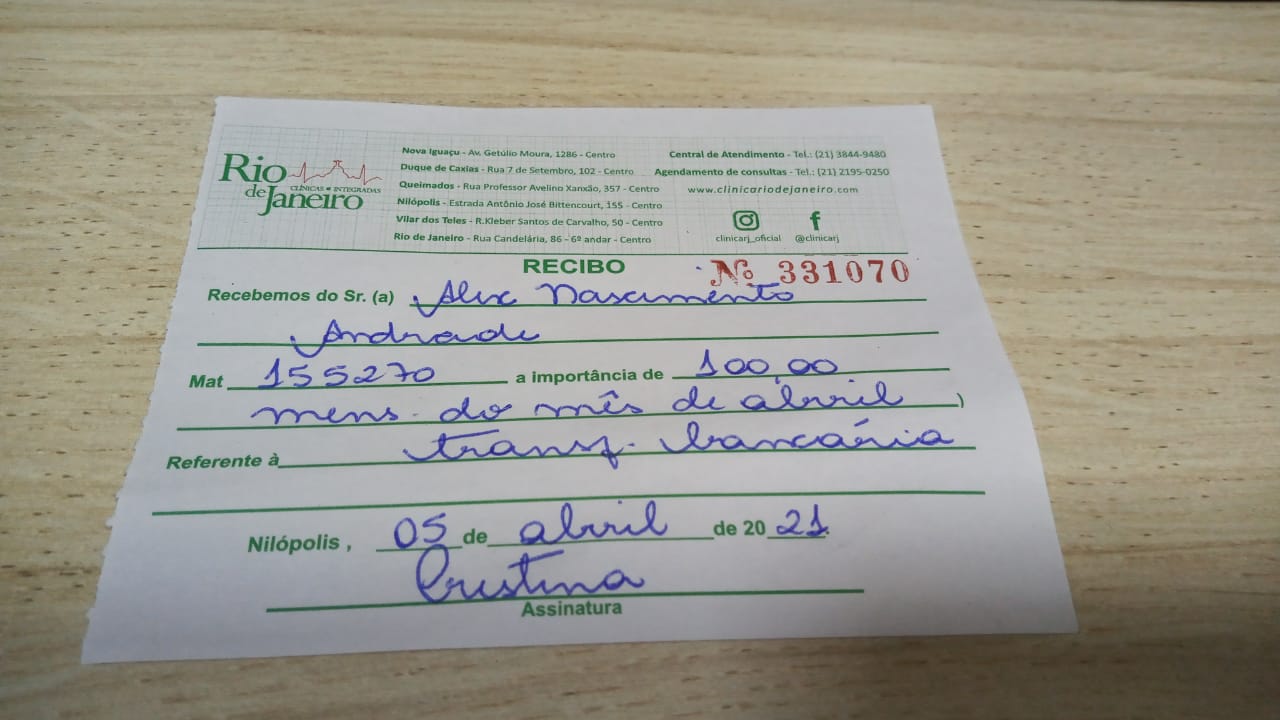 Rio
de Janeiro
CLÍNICAS INTEGRADAS
Nova Iguaçu - Av. Getúlio Moura, 1286 - Centro
Duque de Caxias - Rua 7 de Setembro, 102 - Centro
Queimados - Rua Professor Avelino Xanxão, 357 - Centro
Nilópolis - Estrada Antônio José Bittencourt, 155 - Centro
Vilar dos Teles - R.Kleber Santos de Carvalho, 50 - Centro
Rio de Janeiro - Rua Candelária, 86 - 6º andar - Centro
Central de Atendimento - Tel.: (21) 3844-9480
Agendamento de consultas - Tel.: (21) 2195-0250
www.clinicariodejaneiro.com
clinicarj_oficial @clinicarj
RECIBO Nº 331070
Recebemos do Sr. (a) Alex Nascimento
Andrade
Mat 155270 a importância de 100,00
mens. do mês de abril )
Referente à transf. bancária
Nilópolis , 05 de abril de 20 21.
Cristina
Assinatura